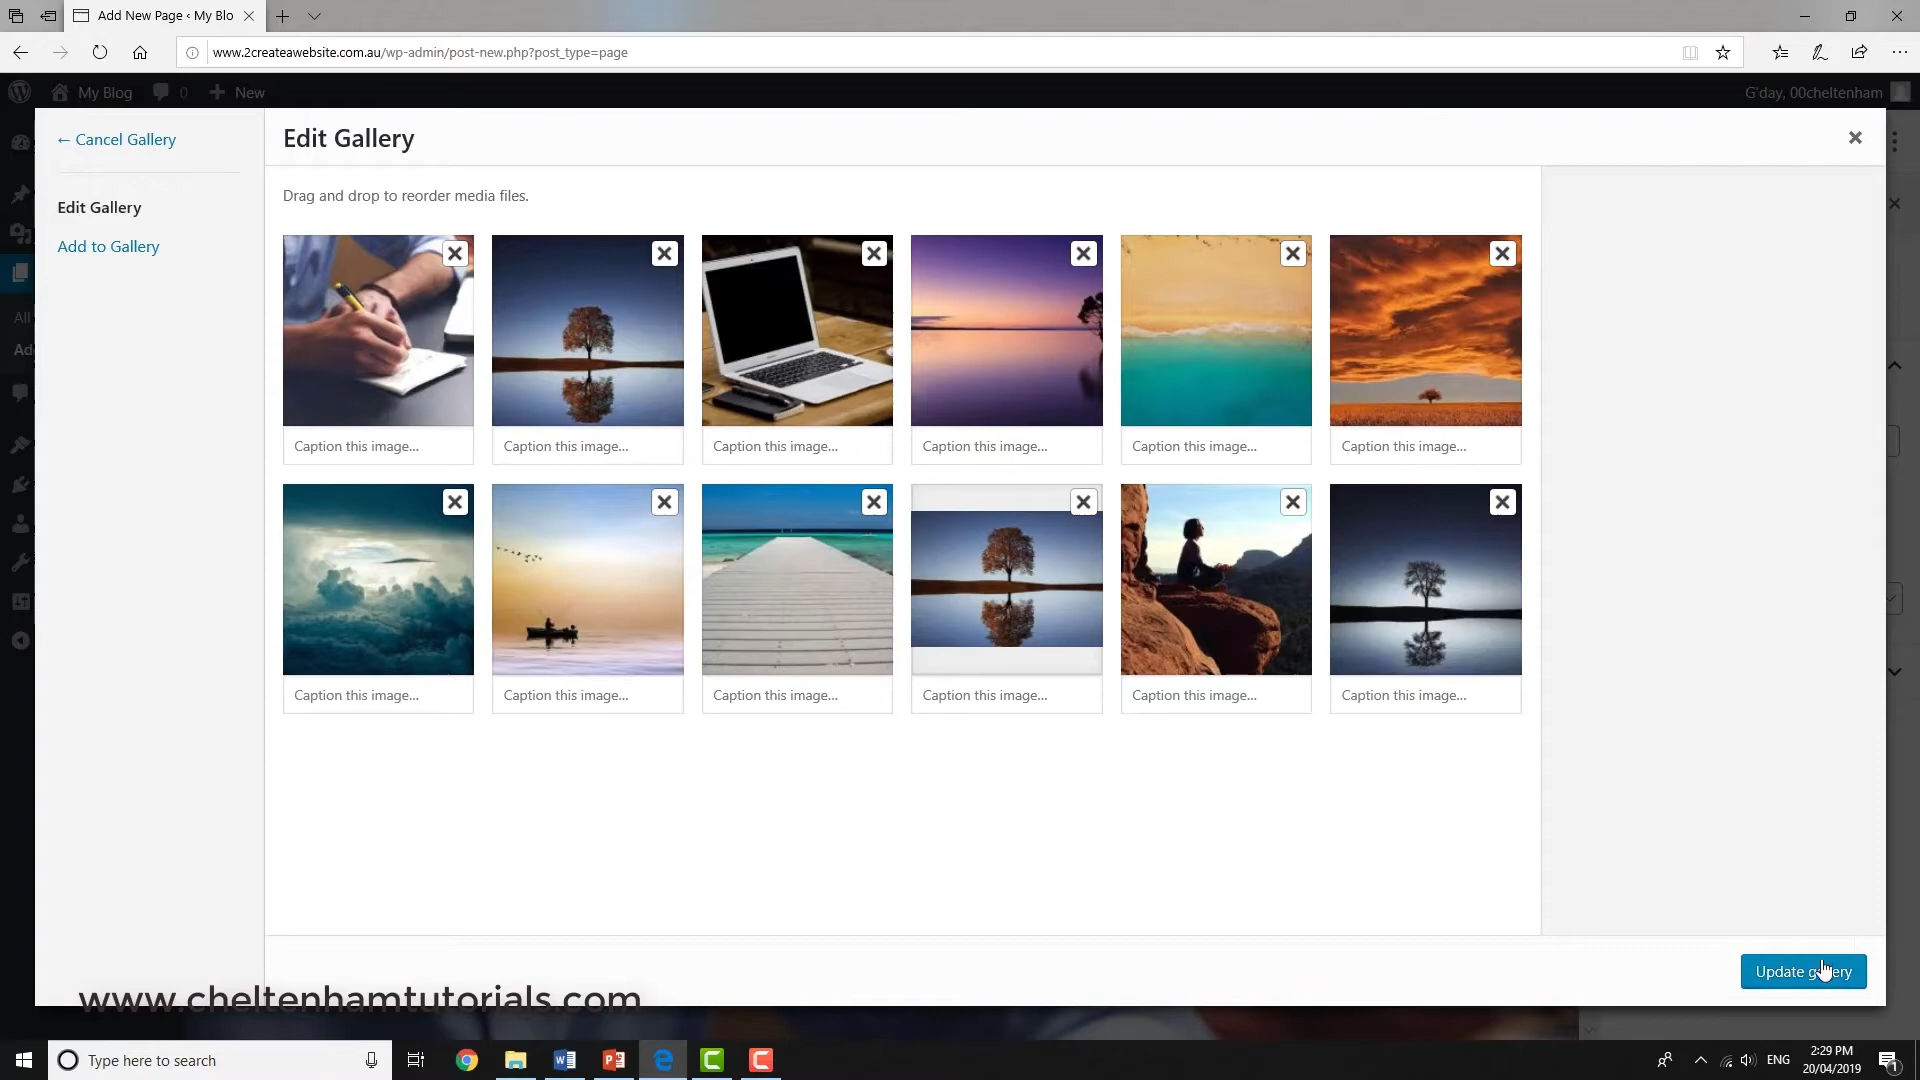 Add New Page ‹ My Blo
www.2createawebsite.com.au/wp-admin/post-new.php?post_type=page
My Blog 0 New
G'day, 00cheltenham
← Cancel Gallery
Edit Gallery
Add to Gallery
Edit Gallery
Drag and drop to reorder media files.
Caption this image... Caption this image... Caption this image... Caption this image... Caption this image... Caption this image...
Caption this image... Caption this image... Caption this image... Caption this image... Caption this image... Caption this image...
All
Ad
Update gallery
www.cheltenhamtutorials.com
Type here to search
ENG
2:29 PM
20/04/2019
1